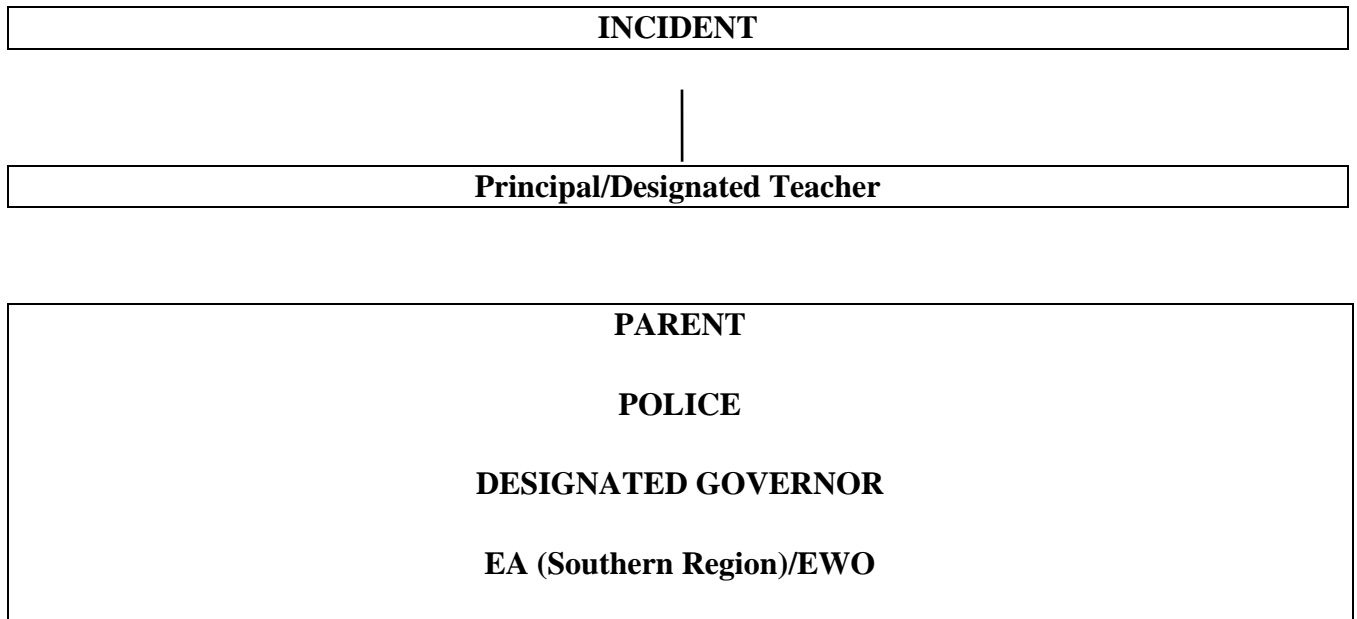 INCIDENT
Principal/Designated Teacher
PARENT
POLICE
DESIGNATED GOVERNOR
EA (Southern Region)/EWO